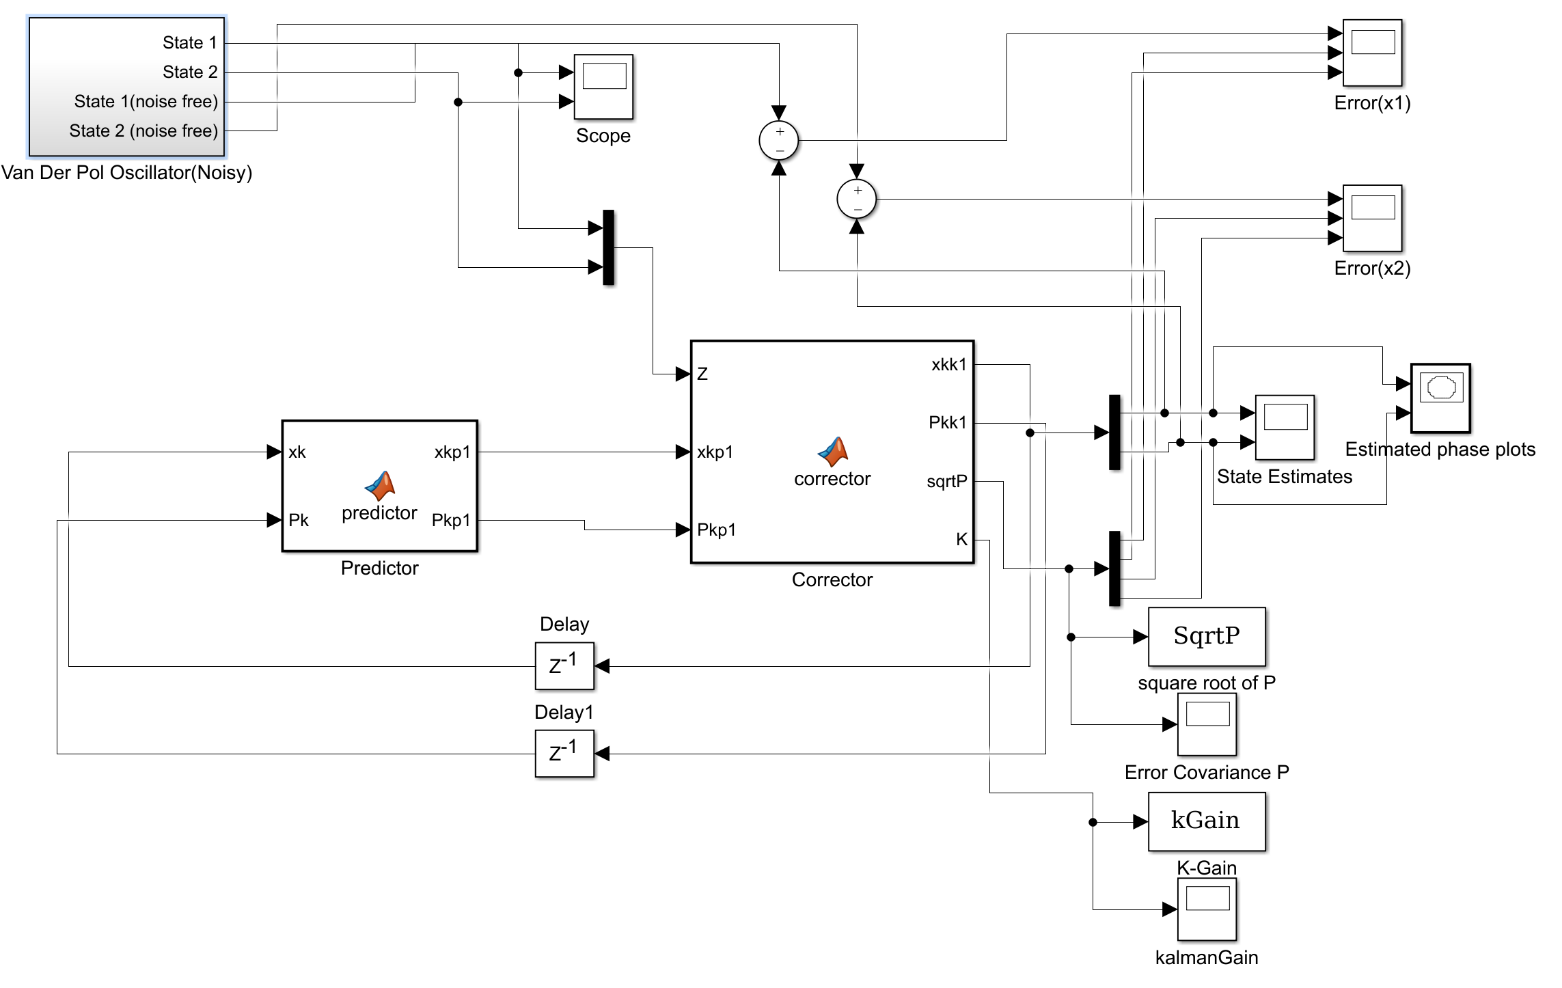 State 1
State 2
State 1(noise free)
State 2 (noise free)
Van Der Pol Oscillator(Noisy)
Scope
+
−
+
−
Error(x1)
Error(x2)
Z
xkp1
Pkp1
corrector
xkk1
Pkk1
sqrtP
K
Corrector
xk
Pk
predictor
xkp1
Pkp1
Predictor
State Estimates
Estimated phase plots
Delay
Z-1
Delay1
Z-1
SqrtP
square root of P
Error Covariance P
kGain
K-Gain
kalmanGain